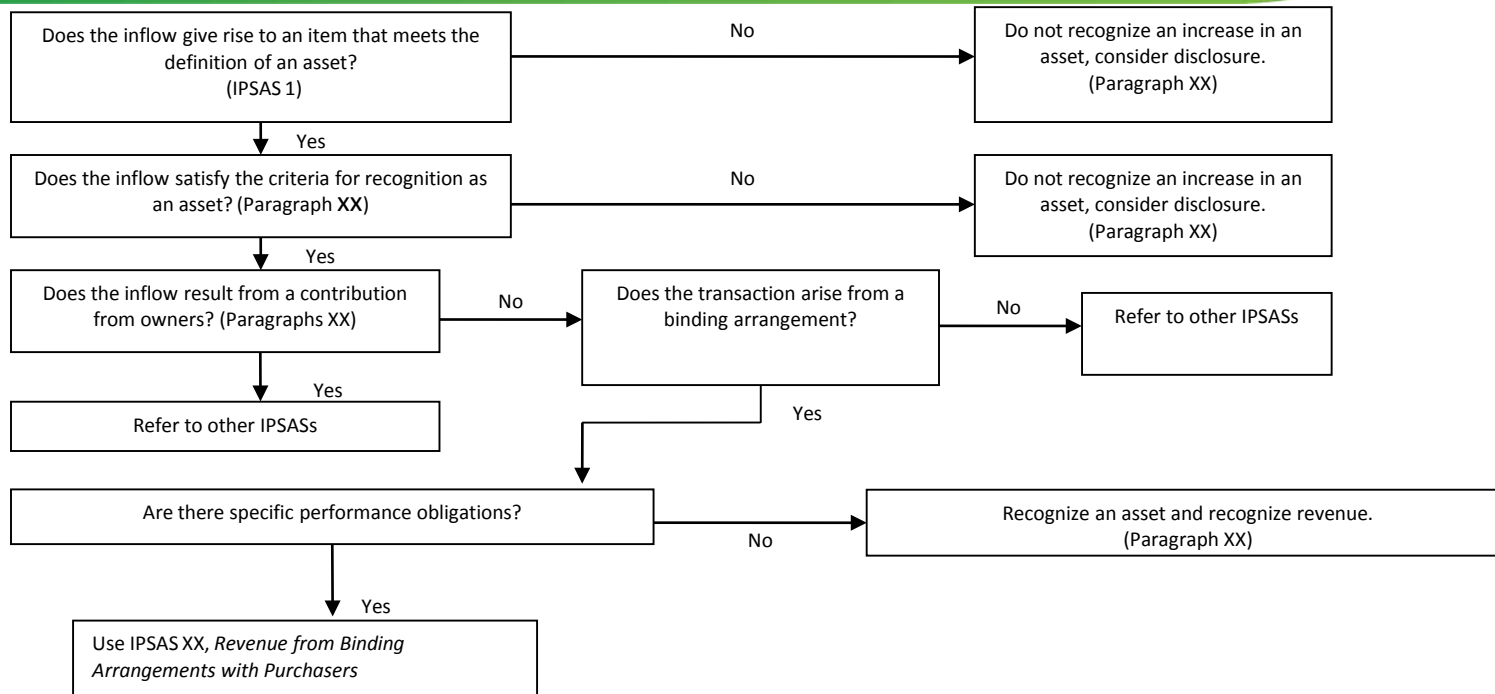 Does the inflow give rise to an item that meets the
definition of an asset?
(IPSAS 1)
No
Do not recognize an increase in an
asset, consider disclosure.
(Paragraph XX)
Yes
Does the inflow satisfy the criteria for recognition as
an asset? (Paragraph XX)
No
Do not recognize an increase in an
asset, consider disclosure.
(Paragraph XX)
Yes
Does the inflow result from a contribution
from owners? (Paragraphs XX)
No
Does the transaction arise from a
binding arrangement?
No
Refer to other IPSASs
Yes
Refer to other IPSASs
Yes
Are there specific performance obligations?
No
Recognize an asset and recognize revenue.
(Paragraph XX)
Yes
Use IPSAS XX, Revenue from Binding
Arrangements with Purchasers